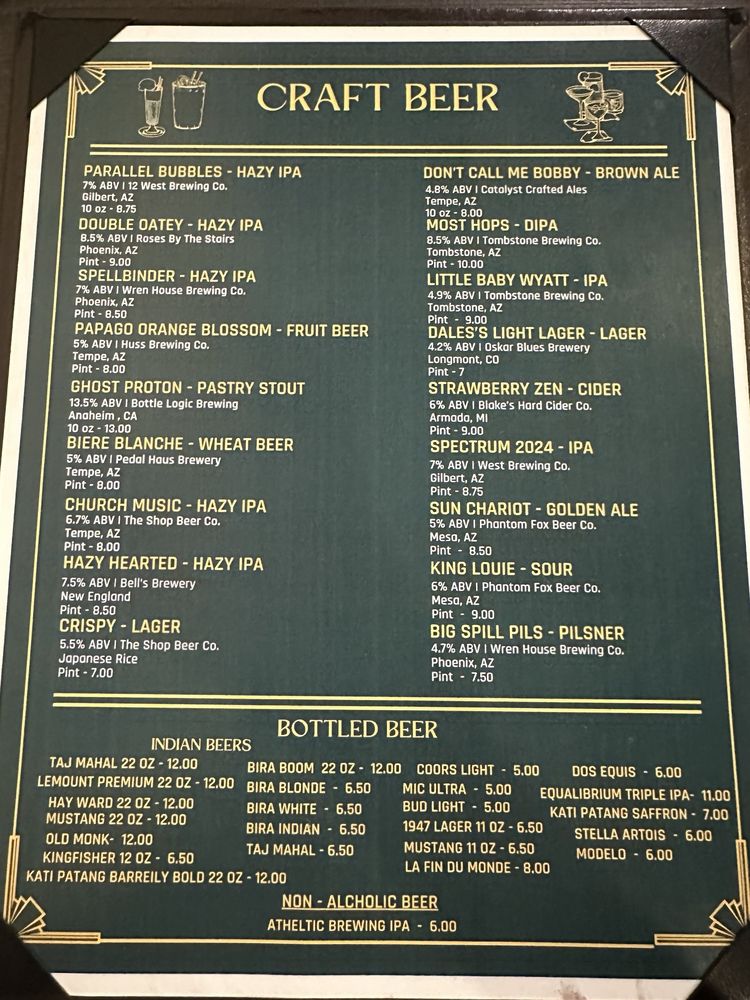 CRAFT BEER
PARALLEL BUBBLES - HAZY IPA
7% ABV | 12 West Brewing Co.
Gilbert, AZ
10 oz - 8.75
DOUBLE OATEY - HAZY IPA
8.5% ABV | Roses By The Stairs
Phoenix, AZ
Pint - 9.00
SPELLBINDER - HAZY IPA
7% ABV | Wren House Brewing Co.
Phoenix, AZ
Pint - 8.50
PAPAGO ORANGE BLOSSOM - FRUIT BEER
5% ABV | Huss Brewing Co.
Tempe, AZ
Pint - 8.00
GHOST PROTON - PASTRY STOUT
13.5% ABV | Bottle Logic Brewing
Anaheim , CA
10 oz - 13.00
BIERE BLANCHE - WHEAT BEER
5% ABV | Pedal Haus Brewery
Tempe, AZ
Pint - 8.00
CHURCH MUSIC - HAZY IPA
6.7% ABV | The Shop Beer Co.
Tempe, AZ
Pint - 8.00
HAZY HEARTED - HAZY IPA
7.5% ABV | Bell's Brewery
New England
Pint - 8.50
CRISPY - LAGER
5.5% ABV | The Shop Beer Co.
Japanese Rice
Pint - 7.00
DON'T CALL ME BOBBY - BROWN ALE
4.8% ABV | Catalyst Crafted Ales
Tempe, AZ
10 oz - 8.00
MOST HOPS - DIPA
8.5% ABV | Tombstone Brewing Co.
Tombstone, AZ
Pint - 10.00
LITTLE BABY WYATT - IPA
4.9% ABV | Tombstone Brewing Co.
Tombstone, AZ
Pint - 9.00
DALES'S LIGHT LAGER - LAGER
4.2% ABV | Oskar Blues Brewery
Longmont, CO
Pint - 7
STRAWBERRY ZEN - CIDER
6% ABV | Blake's Hard Cider Co.
Armada, MI
Pint - 9.00
SPECTRUM 2024 - IPA
7% ABV | West Brewing Co.
Gilbert, AZ
Pint - 8.75
SUN CHARIOT - GOLDEN ALE
5% ABV | Phantom Fox Beer Co.
Mesa, AZ
Pint - 8.50
KING LOUIE - SOUR
6% ABV | Phantom Fox Beer Co.
Mesa, AZ
Pint - 9.00
BIG SPILL PILS - PILSNER
4.7% ABV | Wren House Brewing Co.
Phoenix, AZ
Pint - 7.50
BOTTLED BEER
INDIAN BEERS
TAJ MAHAL 22 OZ - 12.00
LEMOUNT PREMIUM 22 OZ - 12.00
HAY WARD 22 OZ - 12.00
MUSTANG 22 OZ - 12.00
OLD MONK- 12.00
KINGFISHER 12 OZ - 6.50
KATI PATANG BARREILY BOLD 22 OZ - 12.00
BIRA BOOM 22 OZ - 12.00
BIRA BLONDE - 6.50
BIRA WHITE - 6.50
BIRA INDIAN - 6.50
TAJ MAHAL - 6.50
COORS LIGHT - 5.00
MIC ULTRA - 5.00
BUD LIGHT - 5.00
1947 LAGER 11 OZ - 6.50
MUSTANG 11 OZ - 6.50
LA FIN DU MONDE - 8.00
DOS EQUIS - 6.00
EQUALIBRIUM TRIPLE IPA- 11.00
KATI PATANG SAFFRON - 7.00
STELLA ARTOIS - 6.00
MODELO - 6.00
NON - ALCHOLIC BEER
ATHELTIC BREWING IPA - 6.00